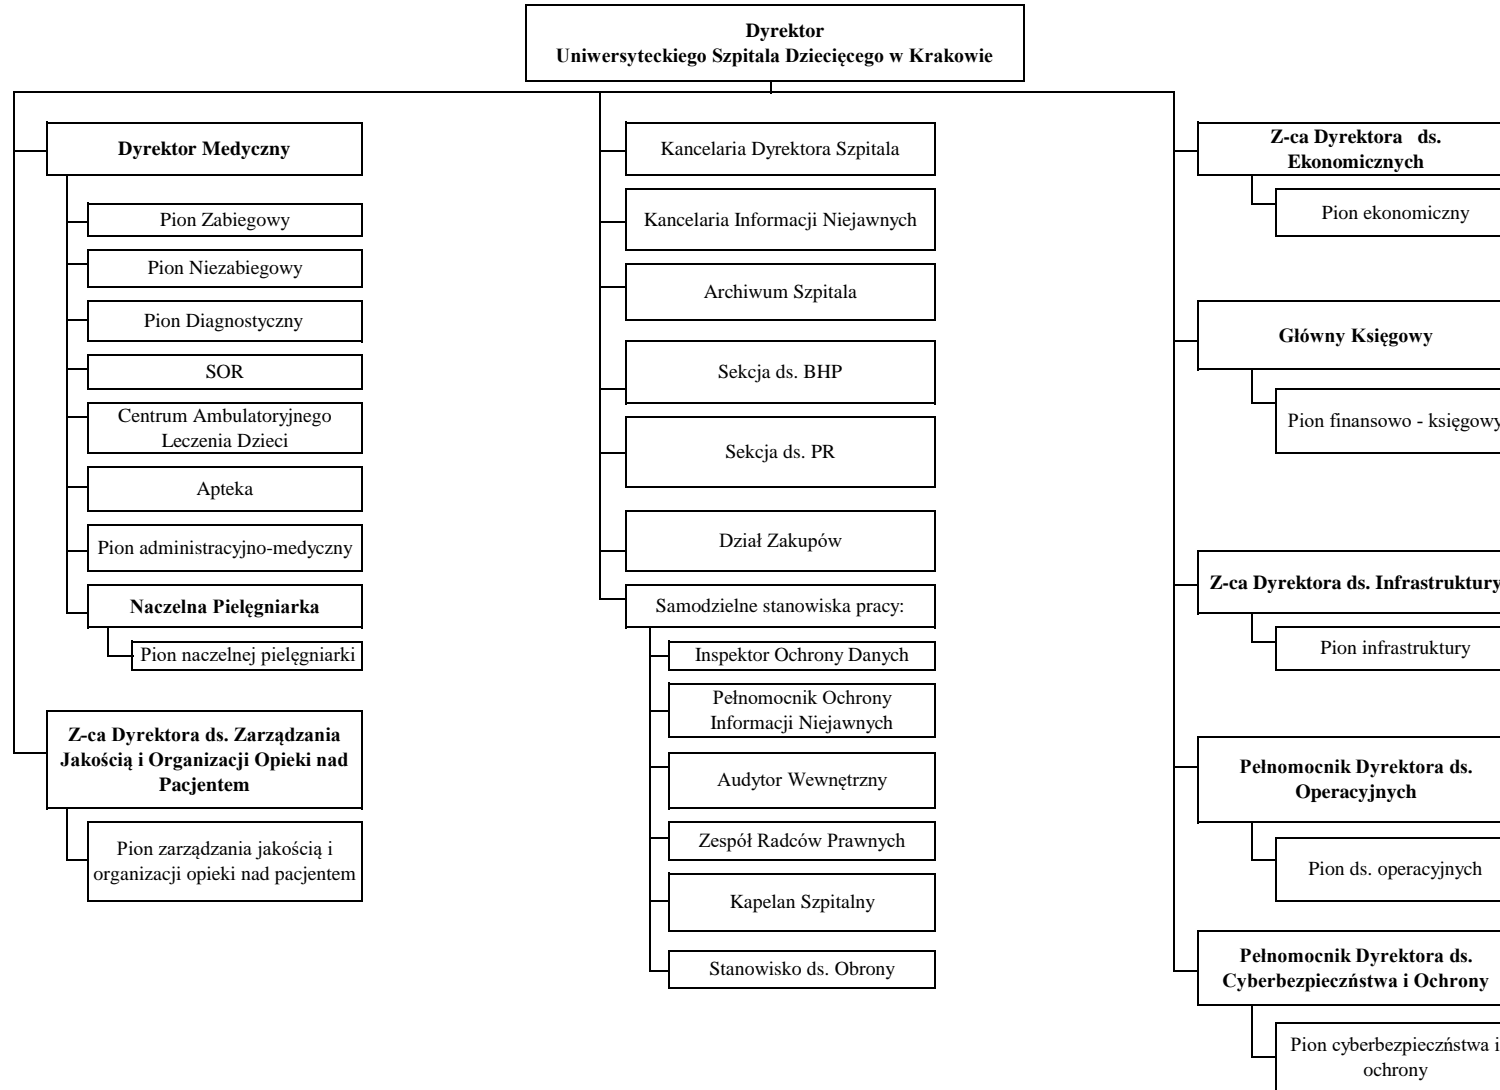 Dyrektor
Uniwersyteckiego Szpitala Dziecięcego w Krakowie
Dyrektor Medyczny
Pion Zabiegowy
Pion Niezabiegowy
Pion Diagnostyczny
SOR
Centrum Ambulatoryjnego
Leczenia Dzieci
Apteka
Pion administracyjno-medyczny
Naczelna Pielęgniarka
Pion naczelnej pielęgniarki
Z-ca Dyrektora ds. Zarządzania
Jakością i Organizacji Opieki nad
Pacjentem
Pion zarządzania jakością i
organizacji opieki nad pacjentem
Kancelaria Dyrektora Szpitala
Kancelaria Informacji Niejawnych
Archiwum Szpitala
Sekcja ds. BHP
Sekcja ds. PR
Dział Zakupów
Samodzielne stanowiska pracy:
Inspektor Ochrony Danych
Pełnomocnik Ochrony
Informacji Niejawnych
Audytor Wewnętrzny
Zespół Radców Prawnych
Kapelan Szpitalny
Stanowisko ds. Obrony
Z-ca Dyrektora ds.
Ekonomicznych
Pion ekonomiczny
Główny Księgowy
Pion finansowo - księgowy
Z-ca Dyrektora ds. Infrastruktury
Pion infrastruktury
Pełnomocnik Dyrektora ds.
Operacyjnych
Pion ds. operacyjnych
Pełnomocnik Dyrektora ds.
Cyberbezpieczństwa i Ochrony
Pion cyberbezpieczństwa i
ochrony